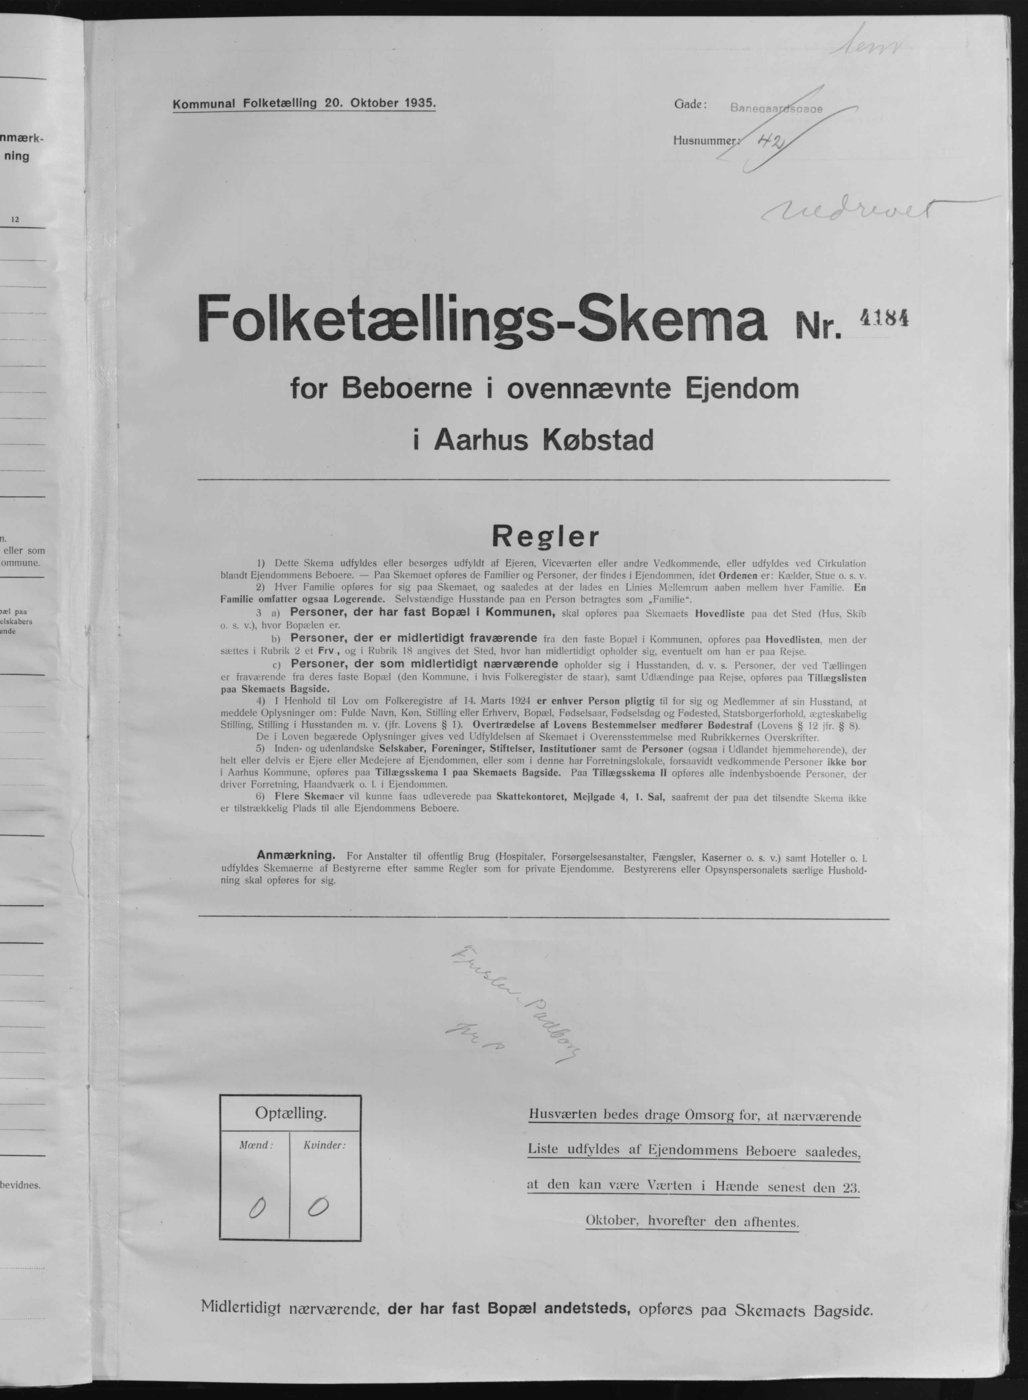 nmærk-
ning
12
n.
eller som
ommune.
pæl paa
elskabers
ende
bevidnes.
Kommunal Folketælling 20. Oktober 1935.
Gade: Banegaardsgade
Husnummer: 42
nedrevet
Folketællings-Skema Nr. 4184
for Beboerne i ovennævnte Ejendom
i Aarhus Købstad
Regler
1) Dette Skema udfyldes eller besørges udfyldt af Ejeren, Viceværten eller andre Vedkommende, eller udfyldes ved Cirkulation
blandt Ejendommens Beboere. — Paa Skemaet opføres de Familier og Personer, der findes i Ejendommen, idet Ordenen er: Kælder, Stue o. s. v.
2) Hver Familie opføres for sig paa Skemaet, og saaledes at der lades en Linies Mellemrum aaben mellem hver Familie. En
Familie omfatter ogsaa Logerende. Selvstændige Husstande paa en Person betragtes som „Familie“.
3 a) Personer, der har fast Bopæl i Kommunen, skal opføres paa Skemaets Hovedliste paa det Sted (Hus, Skib
o. s. v.), hvor Bopælen er.
b) Personer, der er midlertidigt fraværende fra den faste Bopæl i Kommunen, opføres paa Hovedlisten, men der
sættes i Rubrik 2 et Frv., og i Rubrik 18 angives det Sted, hvor han midlertidigt opholder sig, eventuelt om han er paa Rejse.
c) Personer, der som midlertidigt nærværende opholder sig i Husstanden, d. v. s. Personer, der ved Tællingen
er fraværende fra deres faste Bopæl (den Kommune, i hvis Folkeregister de staar), samt Udlændinge paa Rejse, opføres paa Tillægslisten
paa Skemaets Bagside.
4) I Henhold til Lov om Folkeregistre af 14. Marts 1924 er enhver Person pligtig til for sig og Medlemmer af sin Husstand, at
meddele Oplysninger om: Fulde Navn, Køn, Stilling eller Erhverv, Bopæl, Fødselsaar, Fødselsdag og Fødested, Statsborgerforhold, ægteskabelig
Stilling, Stilling i Husstanden m. v. (jfr. Lovens § 1). Overtrædelse af Lovens Bestemmelser medfører Bødestraf (Lovens § 12 jfr. § 8).
De i Loven begærede Oplysninger gives ved Udfyldelsen af Skemaet i Overensstemmelse med Rubrikkernes Overskrifter.
5) Inden- og udenlandske Selskaber, Foreninger, Stiftelser, Institutioner samt de Personer (ogsaa i Udlandet hjemmehørende), der
helt eller delvis er Ejere eller Medejere af Ejendommen, eller som i denne har Forretningslokale, forsaavidt vedkommende Personer ikke bor
i Aarhus Kommune, opføres paa Tillægsskema I paa Skemaets Bagside. Paa Tillægsskema II opføres alle indenbysboende Personer, der
driver Forretning, Haandværk o. l. i Ejendommen.
6) Flere Skemaer vil kunne faas udleverede paa Skattekontoret, Mejlgade 4, 1. Sal, saafremt der paa det tilsendte Skema ikke
er tilstrækkelig Plads til alle Ejendommens Beboere.
Anmærkning. For Anstalter til offentlig Brug (Hospitaler, Forsørgelsesanstalter, Fængsler, Kaserner o. s. v.) samt Hoteller o. l.
udfyldes Skemaerne af Bestyrerne efter samme Regler som for private Ejendomme. Bestyrerens eller Opsynspersonalets særlige Hushold-
ning skal opføres for sig.
Padborg
Optælling.
Mænd: Kvinder:
0 0
Husværten bedes drage Omsorg for, at nærværende
Liste udfyldes af Ejendommens Beboere saaledes,
at den kan være Værten i Hænde senest den 23.
Oktober, hvorefter den afhentes.
Midlertidigt nærværende, der har fast Bopæl andetsteds, opføres paa Skemaets Bagside.